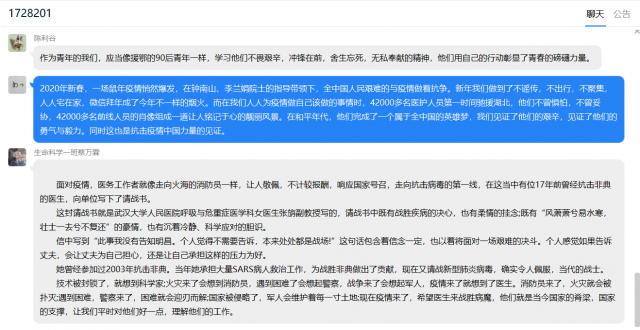 1728201
聊天 公告
陈利谷
作为青年的我们，应当像援鄂的90后青年一样，学习他们不畏艰辛，冲锋在前，舍生忘死，无私奉献的精神，他们用自己的行动彰显了青春的磅礴力量。
2020年新春，一场鼠年疫情悄然爆发，在钟南山，李兰娟院士的指导带领下，全中国人民艰难的与疫情做着抗争。新年我们做到了不谣传，不出行，不聚集，
人人宅在家，微信拜年成了今年不一样的烟火。而在我们人人为疫情做自己该做的事情时，42000多名医护人员第一时间驰援湖北，他们不曾惧怕，不曾妥
协，42000多名前线人员的肖像组成一道让人铭记于心的靓丽风景。在和平年代，他们完成了一个属于全中国的英雄梦，我们见证了他们的艰辛，见证了他们的
勇气与毅力。同时这也是抗击疫情中国力量的见证。
生命科学一班蔡万霖
面对疫情，医务工作者就像走向火海的消防员一样，让人敬佩，不计较报酬，响应国家号召，走向抗击病毒的第一线，在这当中有位17年前曾经抗击非典
的医生，向单位写下了请战书。
这封请战书就是武汉大学人民医院呼吸与危重症医学科女医生张旃副教授写的，请战书中既有战胜疾病的决心，也有柔情的挂念;既有“风萧萧兮易水寒，
壮士一去兮不复还”的豪情，也有沉着冷静、科学应对的胆识。
信中写到“此事我没有告知明昌。个人觉得不需要告诉，本来处处都是战场!”这句话包含着信念一定，也以着将面对一场艰难的决斗。个人感觉如果告诉
丈夫，会让丈夫为自己担心，还是让自己承担这样的压力为好。
她曾经参加过2003年抗击非典。当年她承担大量SARS病人救治工作，为战胜非典做出了贡献，现在又请战新型肺炎病毒，确实令人佩服，当代的战士。
技术被封锁了，就想到科学家;火灾来了会想到消防员，遇到困难了会想起警察，战争来了会想起军人，疫情来了就想到了医生。消防员来了，火灾就会被
扑灭;遇到困难，警察来了，困难就会迎刃而解;国家被侵略了，军人会维护着每一寸土地;现在疫情来了，希望医生来战胜病魔，他们就是当今国家的脊梁，国家
的支撑，让我们平时对他们好一点，理解他们的工作。